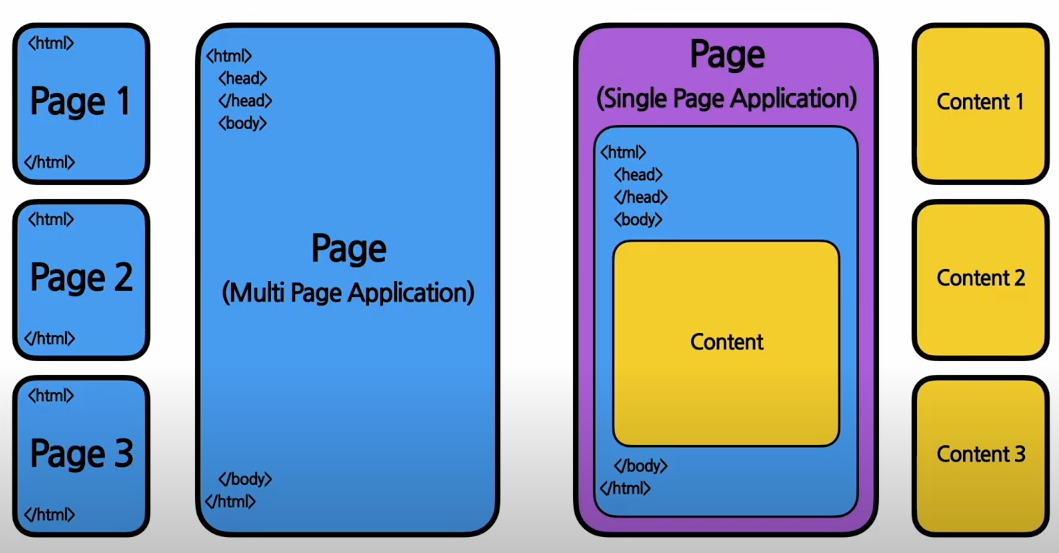 <html>
Page 1
</html>
<html>
Page 2
</html>
<html>
Page 3
</html>
<html>
<head>
</head>
<body>
Page
(Multi Page Application)
</body>
</html>
Page
(Single Page Application)
<html>
<head>
</head>
<body>
Content
</body>
</html>
Content 1
Content 2
Content 3